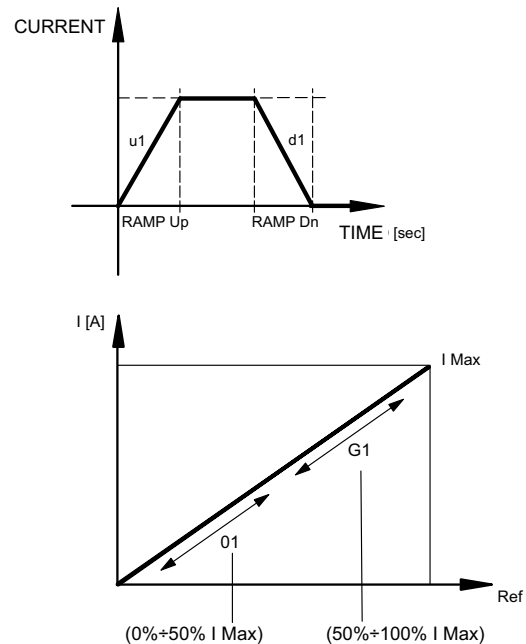 CURRENT
u1
d1
RAMP Up
RAMP Dn
TIME [sec]
I [A]
I Max
G1
01
Ref
(0%÷50% I Max)
(50%÷100% I Max)